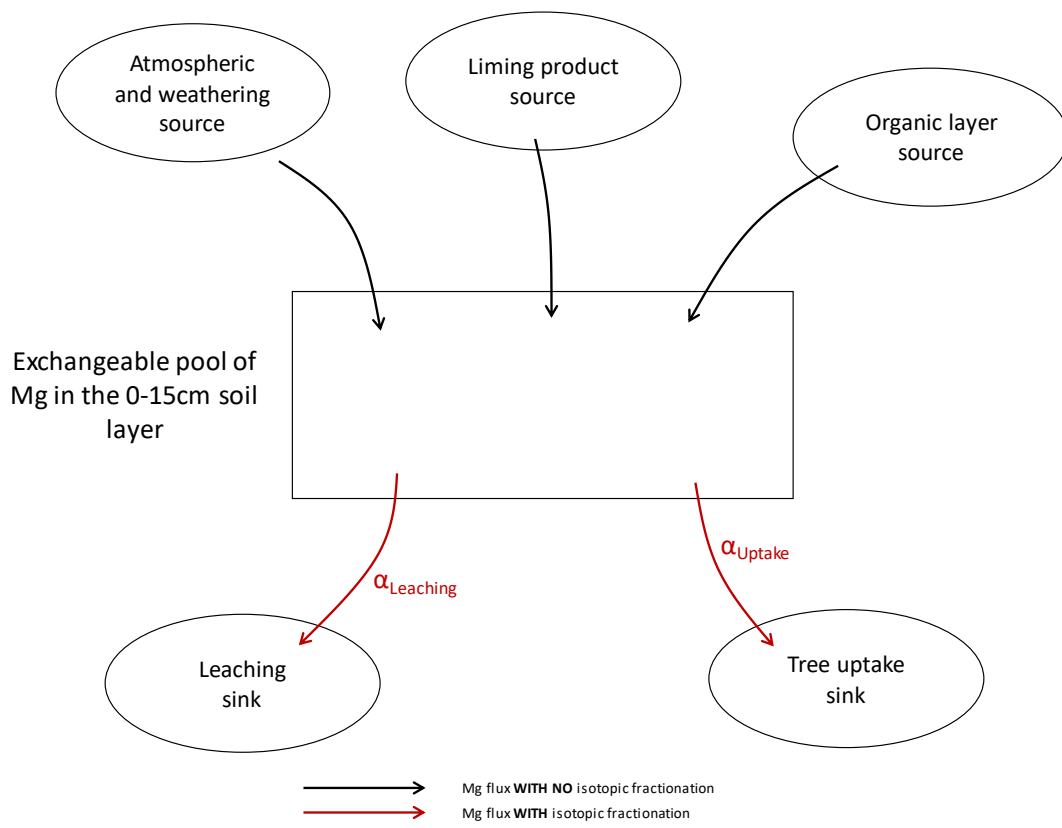 Atmospheric
and weathering
source
Liming product
source
Organic layer
source
Exchangeable pool of
Mg in the 0-15cm soil
layer
αLeaching
αUptake
Leaching
sink
Tree uptake
sink
Mg flux WITH NO isotopic fractionation
Mg flux WITH isotopic fractionation